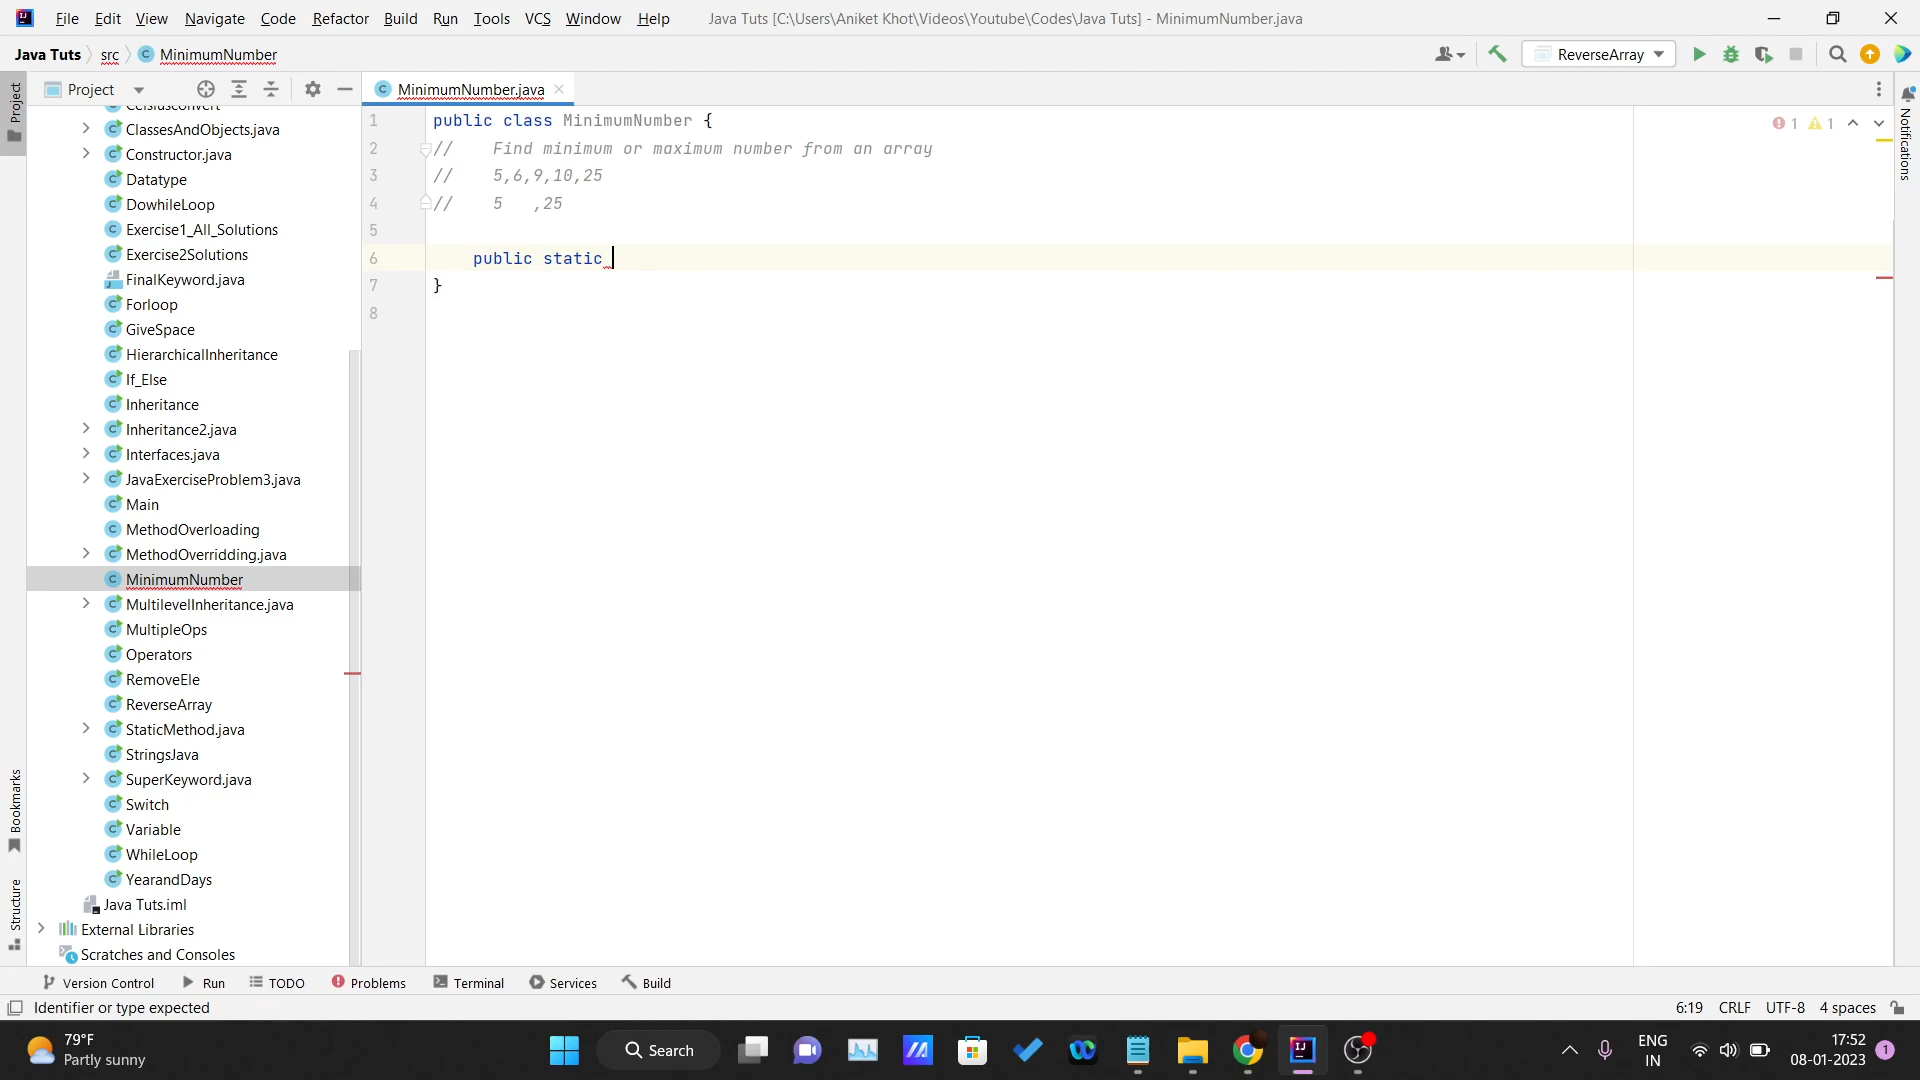 File Edit View Navigate Code Refactor Build Run Tools VCS Window Help Java Tuts [C:\Users\Aniket Khot\Videos\Youtube\Codes\Java Tuts] - MinimumNumber.java
Java Tuts src MinimumNumber ReverseArray
Project
Project
MinimumNumber.java
Notifications
CelsiusConvert
ClassesAndObjects.java
Constructor.java
Datatype
DowhileLoop
Exercise1_All_Solutions
Exercise2Solutions
FinalKeyword.java
Forloop
GiveSpace
HierarchicalInheritance
If_Else
Inheritance
Inheritance2.java
Interfaces.java
JavaExerciseProblem3.java
Main
MethodOverloading
MethodOverridding.java
MinimumNumber
MultilevelInheritance.java
MultipleOps
Operators
RemoveEle
ReverseArray
StaticMethod.java
StringsJava
SuperKeyword.java
Switch
Variable
WhileLoop
YearandDays
Java Tuts.iml
External Libraries
Scratches and Consoles
Bookmarks
Structure
1 public class MinimumNumber {
2 // Find minimum or maximum number from an array
3 // 5,6,9,10,25
4 // 5 ,25
5
6 public static
7 }
8
1 1
Version Control Run TODO Problems Terminal Services Build
Identifier or type expected 6:19 CRLF UTF-8 4 spaces
79°F
Partly sunny
Search
ENG
IN
17:52
08-01-2023
1